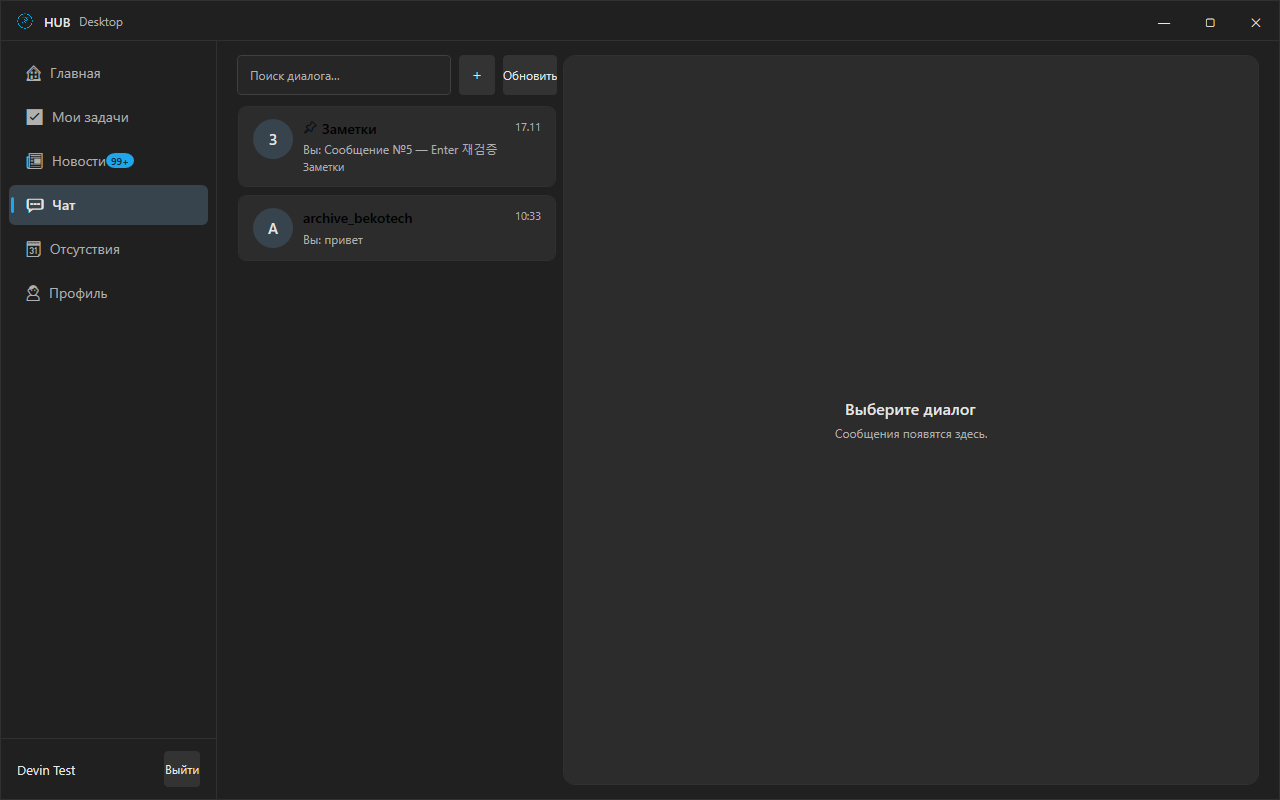 HUB Desktop
Главная
Мои задачи
Новости 99+
Чат
31 Отсутствия
Профиль
Devin Test
Выйти
Поиск диалога...
+
Обновить
З
Заметки
17.11
Вы: Сообщение №5 — Enter 재검증
Заметки
A
archive_bekotech
10:33
Вы: привет
Выберите диалог
Сообщения появятся здесь.